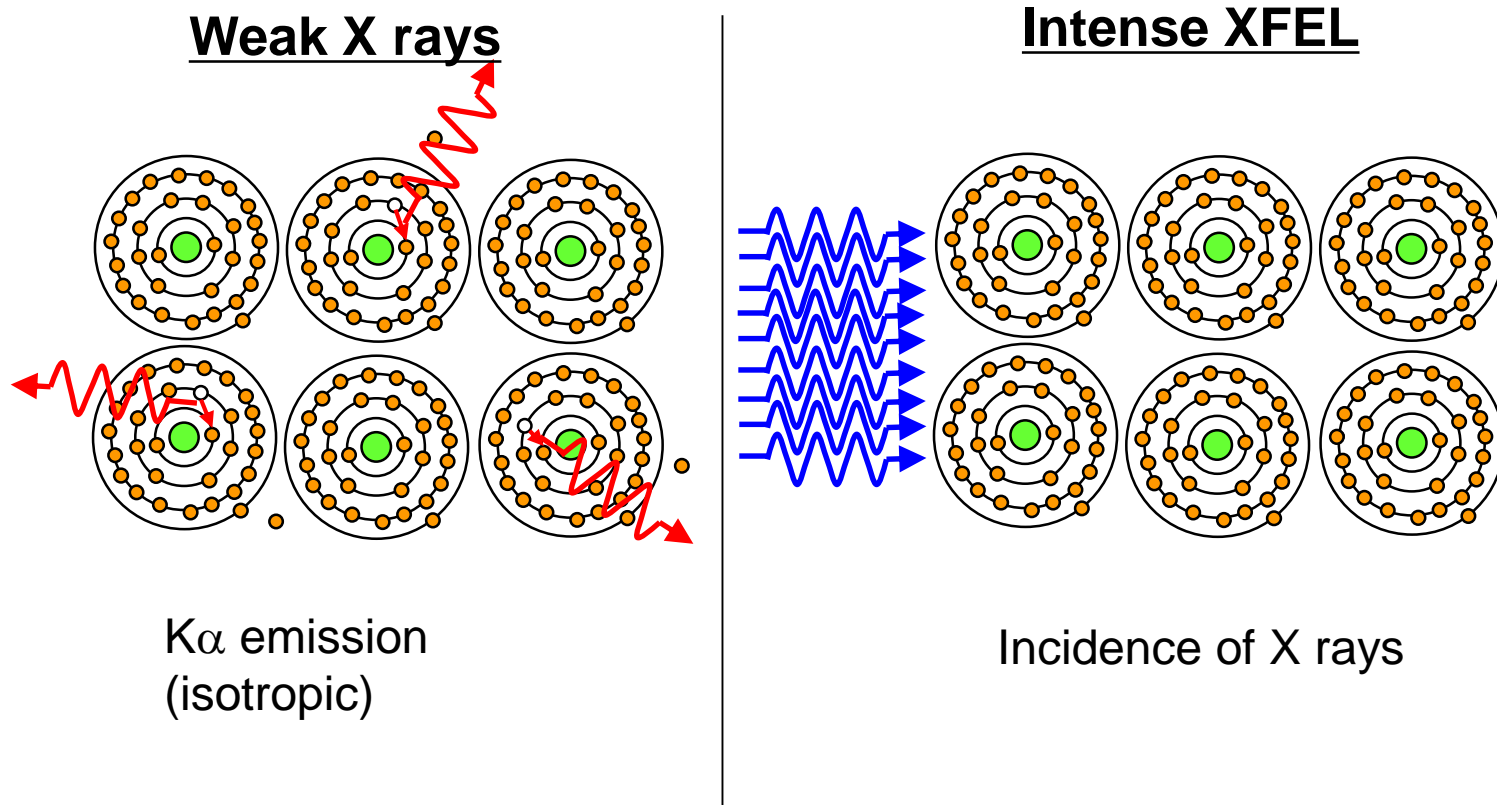 Weak X rays
Kα emission
(isotropic)
Intense XFEL
Incidence of X rays